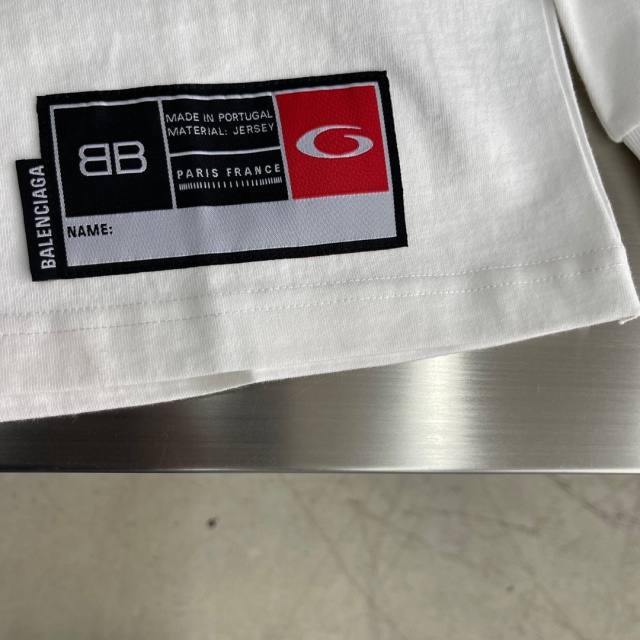 BALENCIAGA
BB
MADE IN PORTUGAL
MATERIAL: JERSEY
PARIS FRANCE
G
NAME: